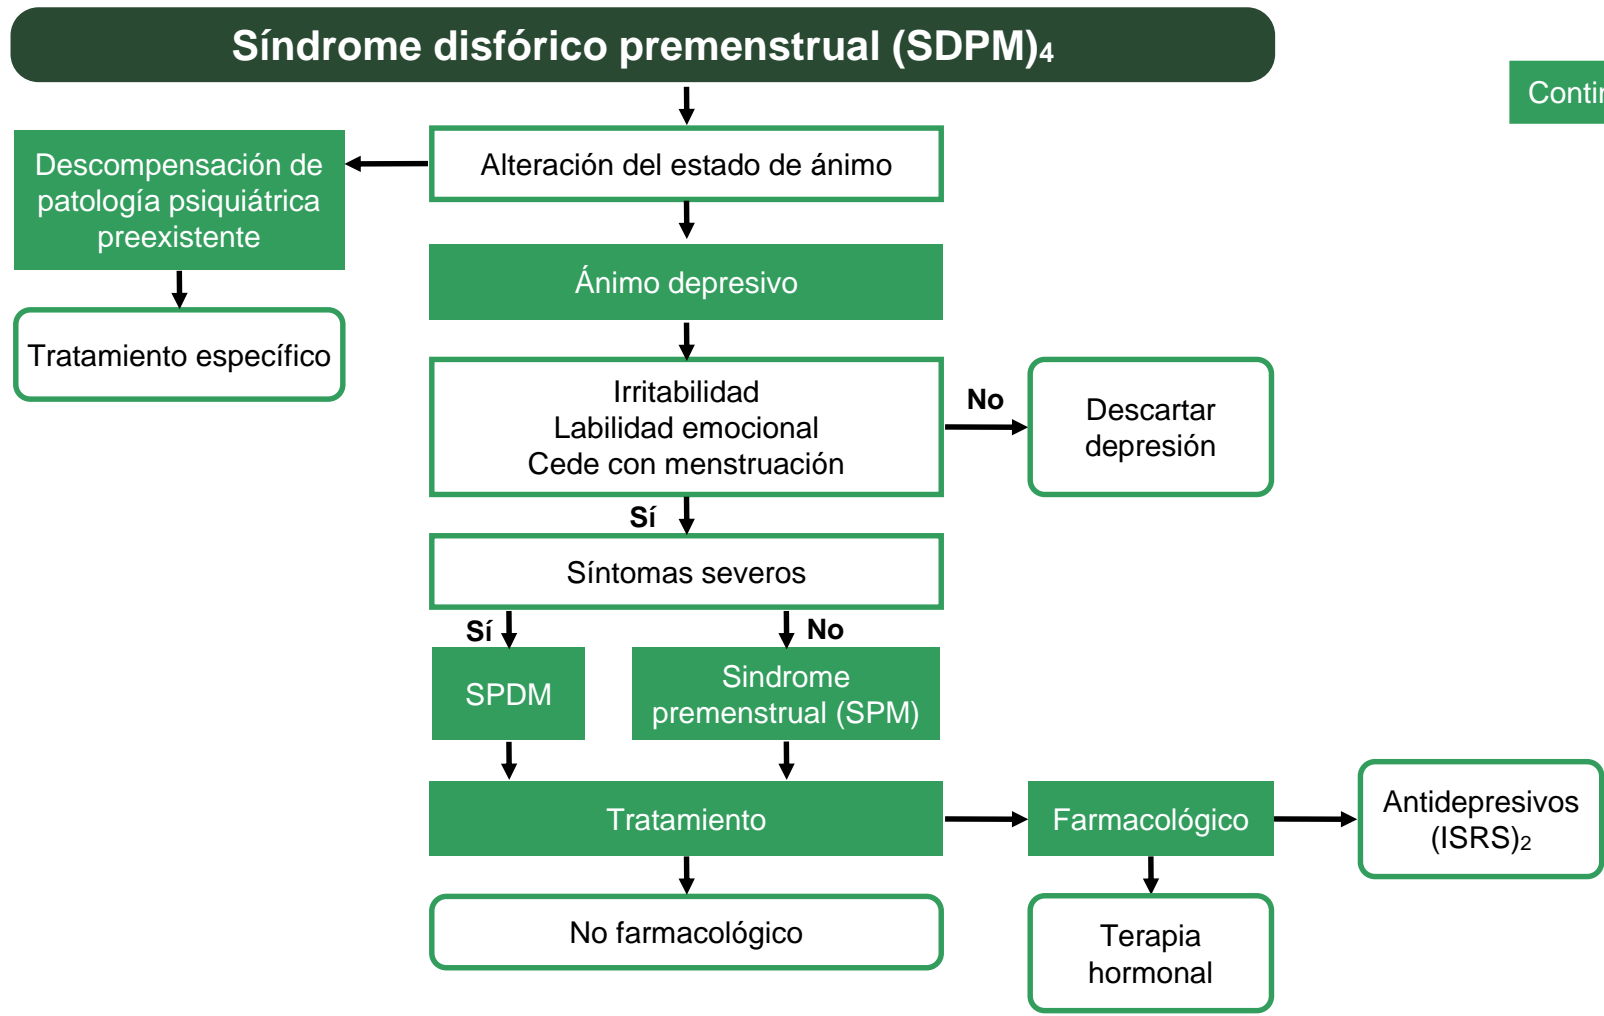 Síndrome disfórico premenstrual (SDPM)4
Alteración del estado de ánimo
Descompensación de
patología psiquiátrica
preexistente
Tratamiento específico
Ánimo depresivo
Irritabilidad
Labilidad emocional
Cede con menstruación
No
Descartar
depresión
Sí
Síntomas severos
Sí
No
SPDM
Sindrome
premenstrual (SPM)
Tratamiento
Farmacológico
Antidepresivos
(ISRS)2
No farmacológico
Terapia
hormonal